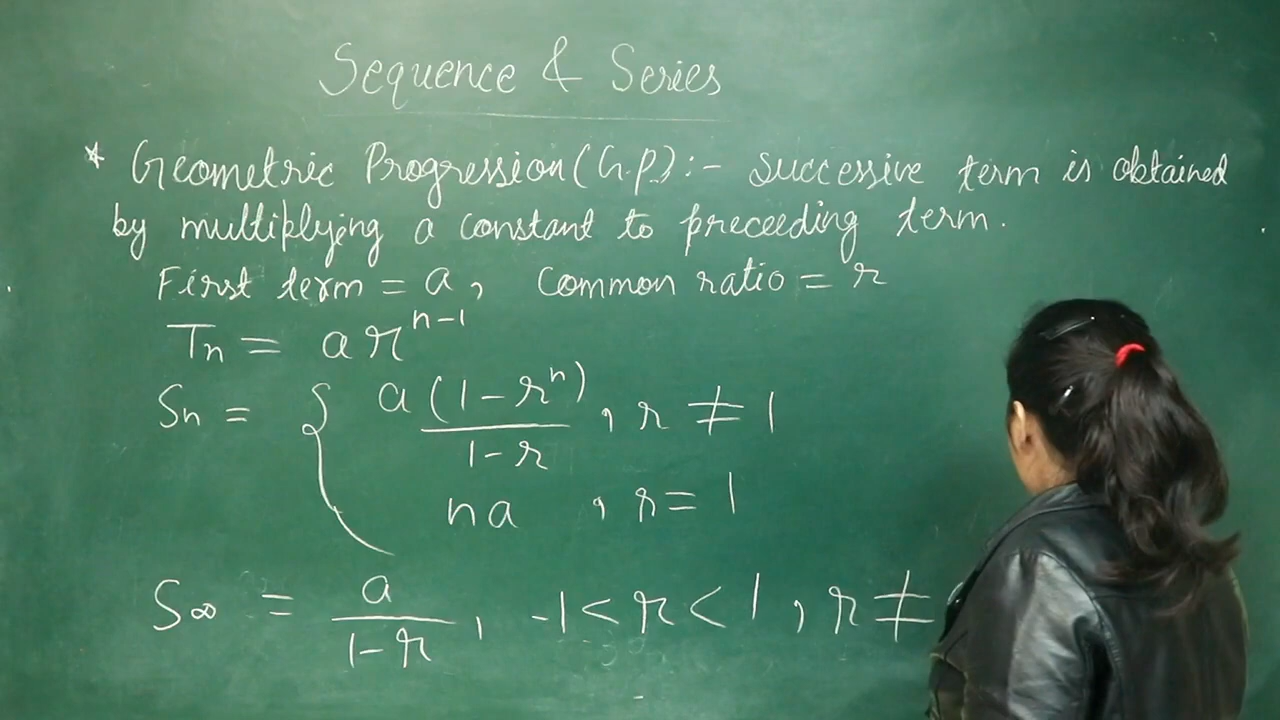 Sequence & Series
* Geometric Progression (G.P.) :- successive term is obtained
by multiplying a constant to preceeding term.
First term = a, Common ratio = r
Tn = ar^(n-1)
Sn = { a(1-r^n) / (1-r) , r ≠ 1
na , r = 1
S∞ = a / (1-r) , -1 < r < 1 , r ≠